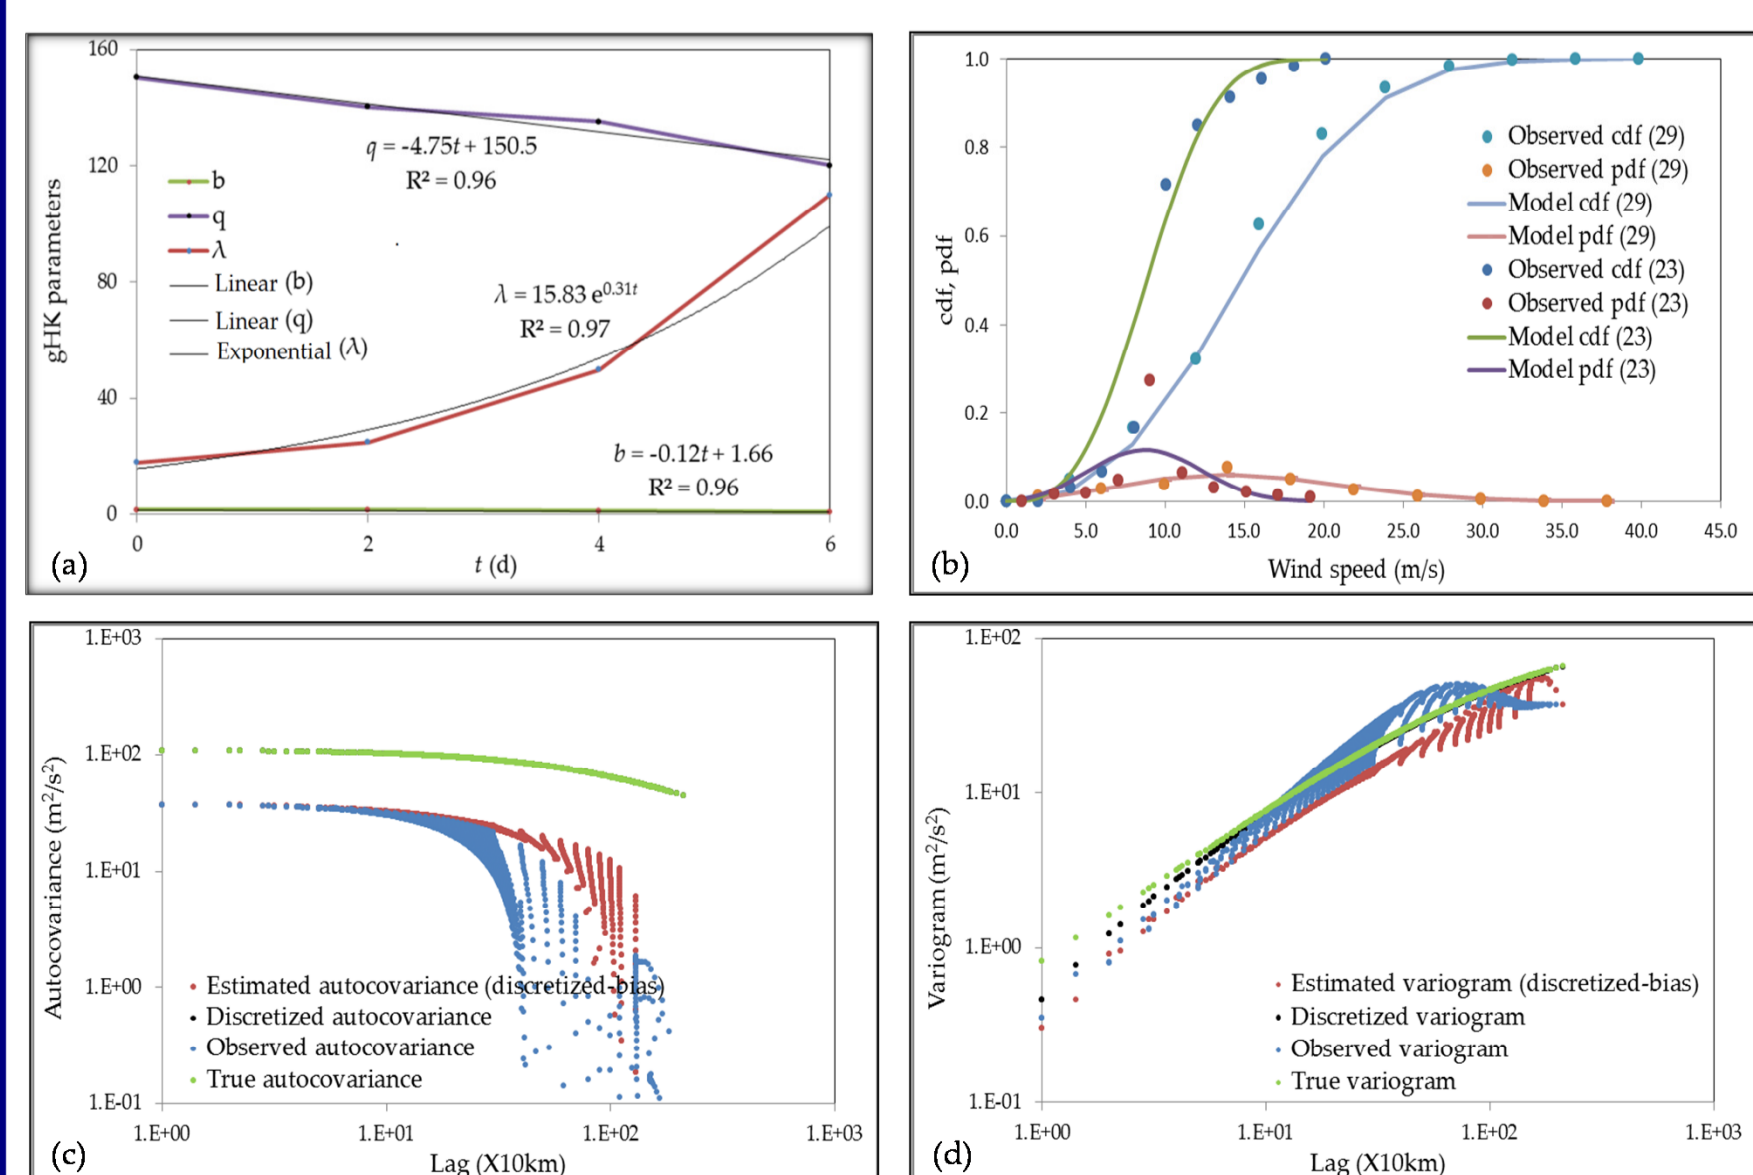 160
120
80
40
0
0 2 4 6
gHK parameters
t (d)
q = -4.75t + 150.5
R² = 0.96
b
q
λ
Linear (b)
Linear (q)
Exponential (λ)
λ = 15.83 e^0.31t
R² = 0.97
b = -0.12t + 1.66
R² = 0.96
(a)
1.0
0.8
0.6
0.4
0.2
0.0
0.0 5.0 10.0 15.0 20.0 25.0 30.0 35.0 40.0 45.0
cdf, pdf
Wind speed (m/s)
Observed cdf (29)
Observed pdf (29)
Model cdf (29)
Model pdf (29)
Observed cdf (23)
Observed pdf (23)
Model cdf (23)
Model pdf (23)
(b)
1.E+03
1.E+02
1.E+01
1.E+00
1.E-01
1.E+00 1.E+01 1.E+02 1.E+03
Autocovariance (m²/s²)
Lag (X10km)
Estimated autocovariance (discretized-bias)
Discretized autocovariance
Observed autocovariance
True autocovariance
(c)
1.E+02
1.E+01
1.E+00
1.E-01
1.E+00 1.E+01 1.E+02 1.E+03
Variogram (m²/s²)
Lag (X10km)
Estimated variogram (discretized-bias)
Discretized variogram
Observed variogram
True variogram
(d)